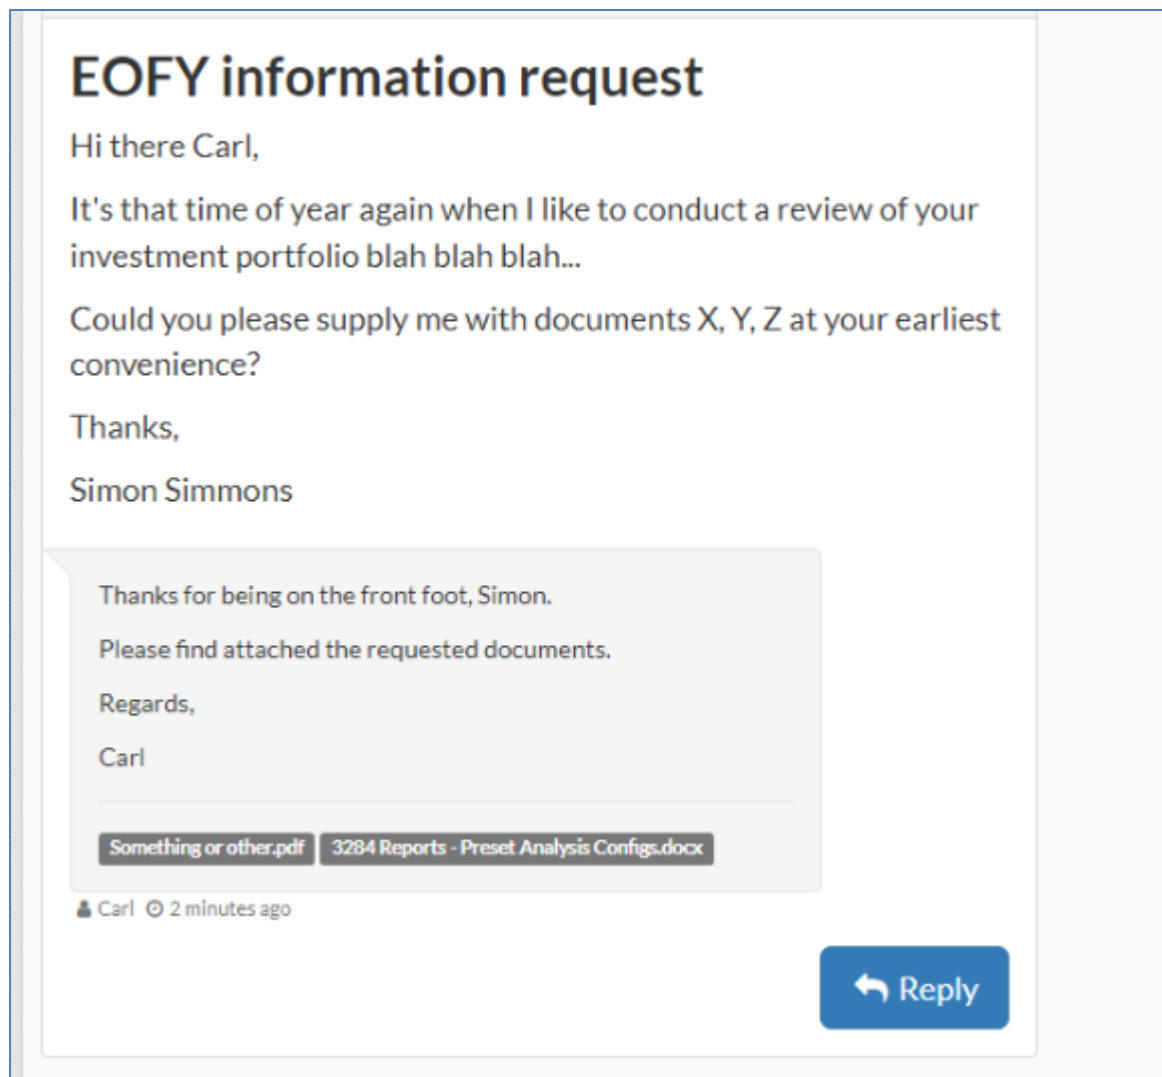 EOFY information request
Hi there Carl,
It's that time of year again when I like to conduct a review of your
investment portfolio blah blah blah...
Could you please supply me with documents X, Y, Z at your earliest
convenience?
Thanks,
Simon Simmons
Thanks for being on the front foot, Simon.
Please find attached the requested documents.
Regards,
Carl
Something or other.pdf 3284 Reports - Preset Analysis Configs.docx
Carl 2 minutes ago
Reply